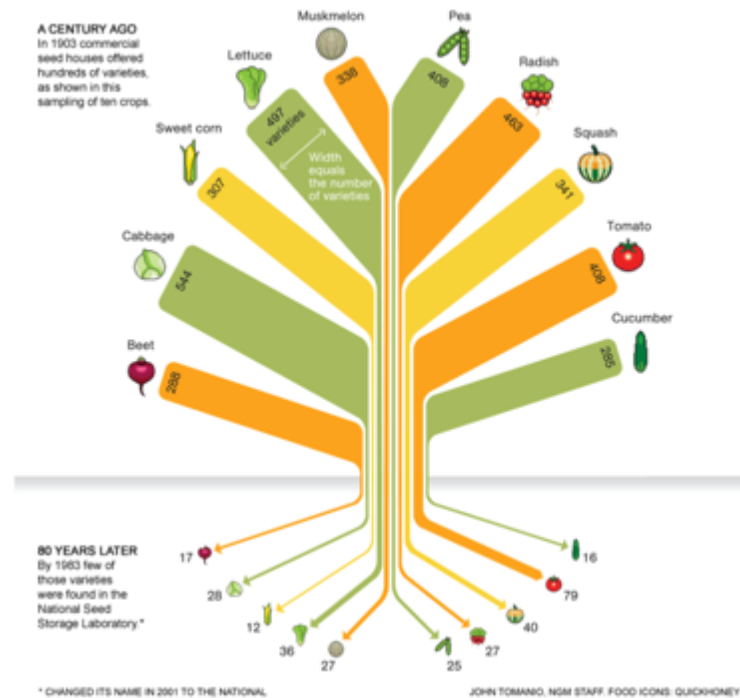 A CENTURY AGO
In 1903 commercial
seed houses offered
hundreds of varieties,
as shown in this
sampling of ten crops.
Muskmelon
338
Pea
408
Lettuce
497 varieties
Width
equals
the number
of varieties
Radish
463
Sweet corn
307
Squash
341
Cabbage
544
Tomato
408
Beet
288
Cucumber
285
80 YEARS LATER
By 1983 few of
those varieties
were found in the
National Seed
Storage Laboratory.*
17
28
12
36
27
25
27
40
79
16
* CHANGED ITS NAME IN 2001 TO THE NATIONAL
JOHN TOMANIO, NGM STAFF. FOOD ICONS: QUICKHONEY